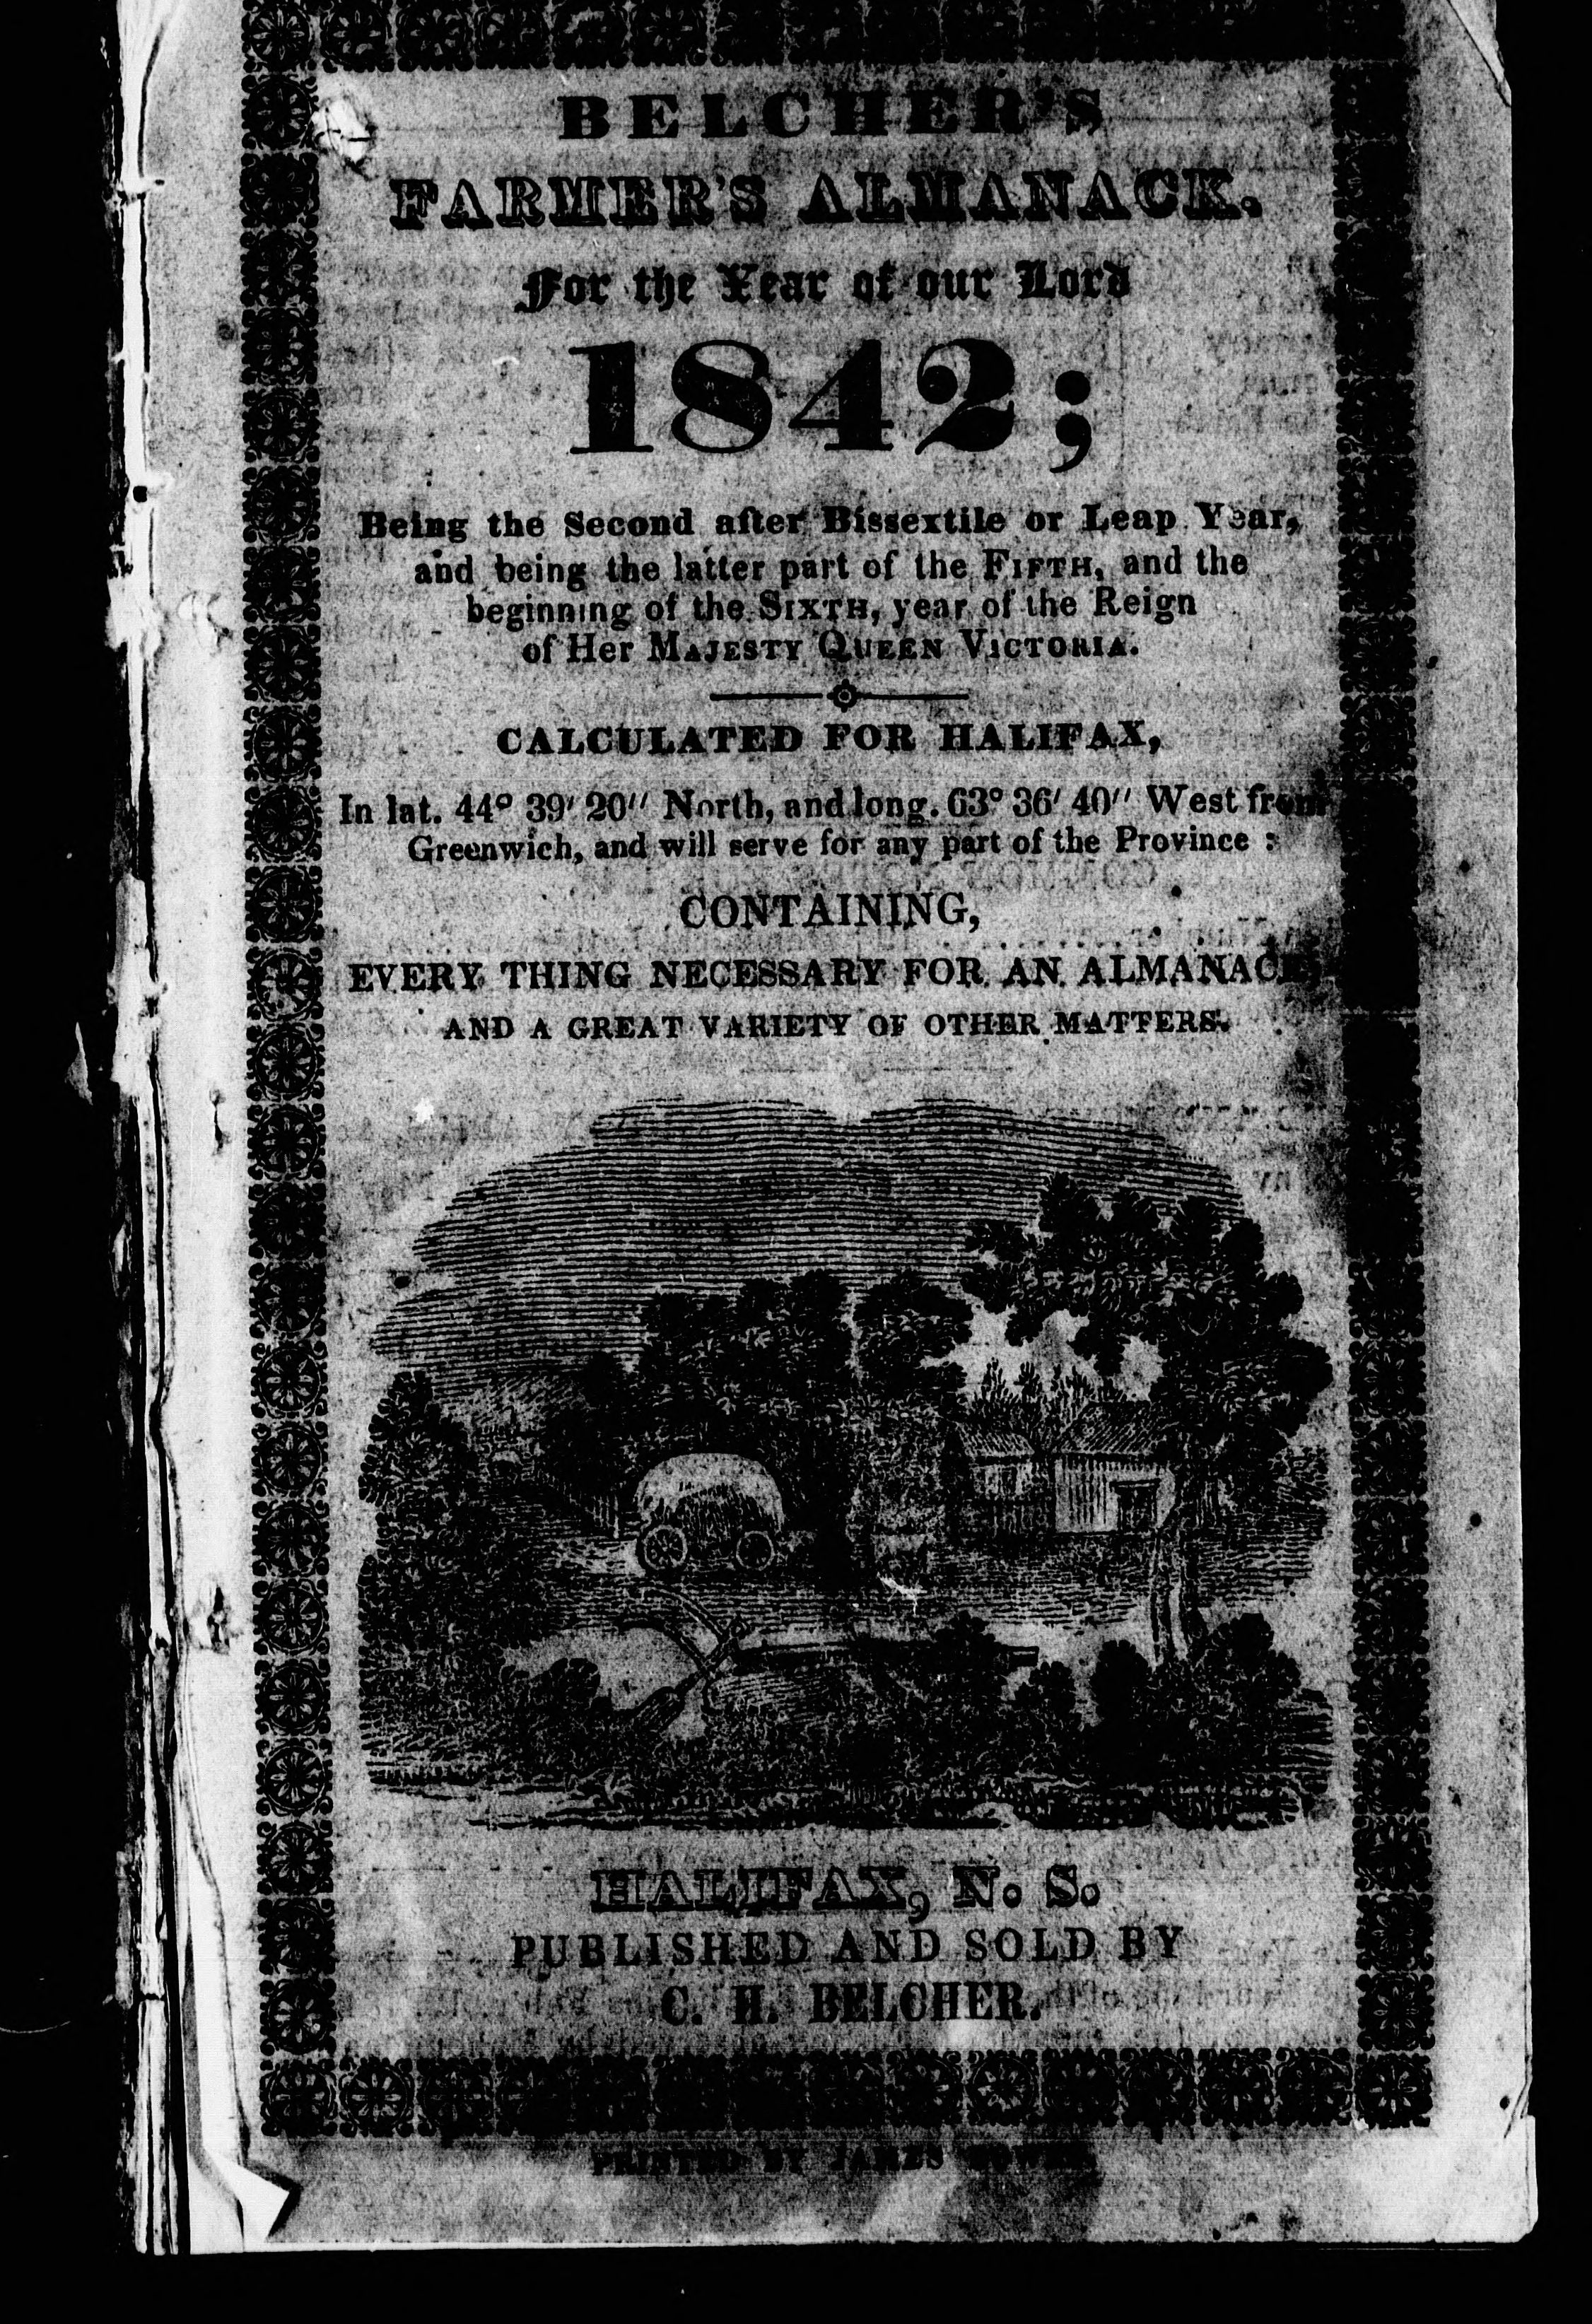 BELCHER'S
FARMER'S ALMANACK.
For the Year of our Lord
1842;
Being the Second after Bissextile or Leap Year,
and being the latter part of the FIFTH, and the
beginning of the SIXTH, year of the Reign
of Her MAJESTY QUEEN VICTORIA.
CALCULATED FOR HALIFAX,
In lat. 44° 39′ 20″ North, and long. 63° 36′ 40″ West from
Greenwich, and will serve for any part of the Province :
CONTAINING,
EVERY THING NECESSARY FOR AN ALMANACK
AND A GREAT VARIETY OF OTHER MATTERS.
HALIFAX, N. S.
PUBLISHED AND SOLD BY
C. H. BELCHER.
PRINTED BY JAMES